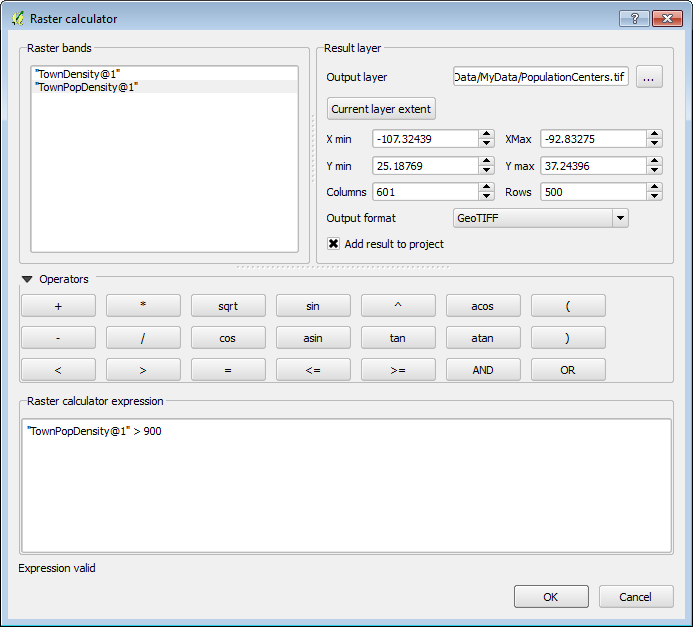 Raster calculator
?
Raster bands
"TownDensity@1"
"TownPopDensity@1"
Result layer
Output layer Data/MyData/PopulationCenters.tif ...
Current layer extent
X min -107.32439 XMax -92.83275
Y min 25.18769 Y max 37.24396
Columns 601 Rows 500
Output format GeoTIFF
Add result to project
Operators
+ * sqrt sin ^ acos (
- / cos asin tan atan )
< > = <= >= AND OR
Raster calculator expression
"TownPopDensity@1" > 900
Expression valid
OK Cancel